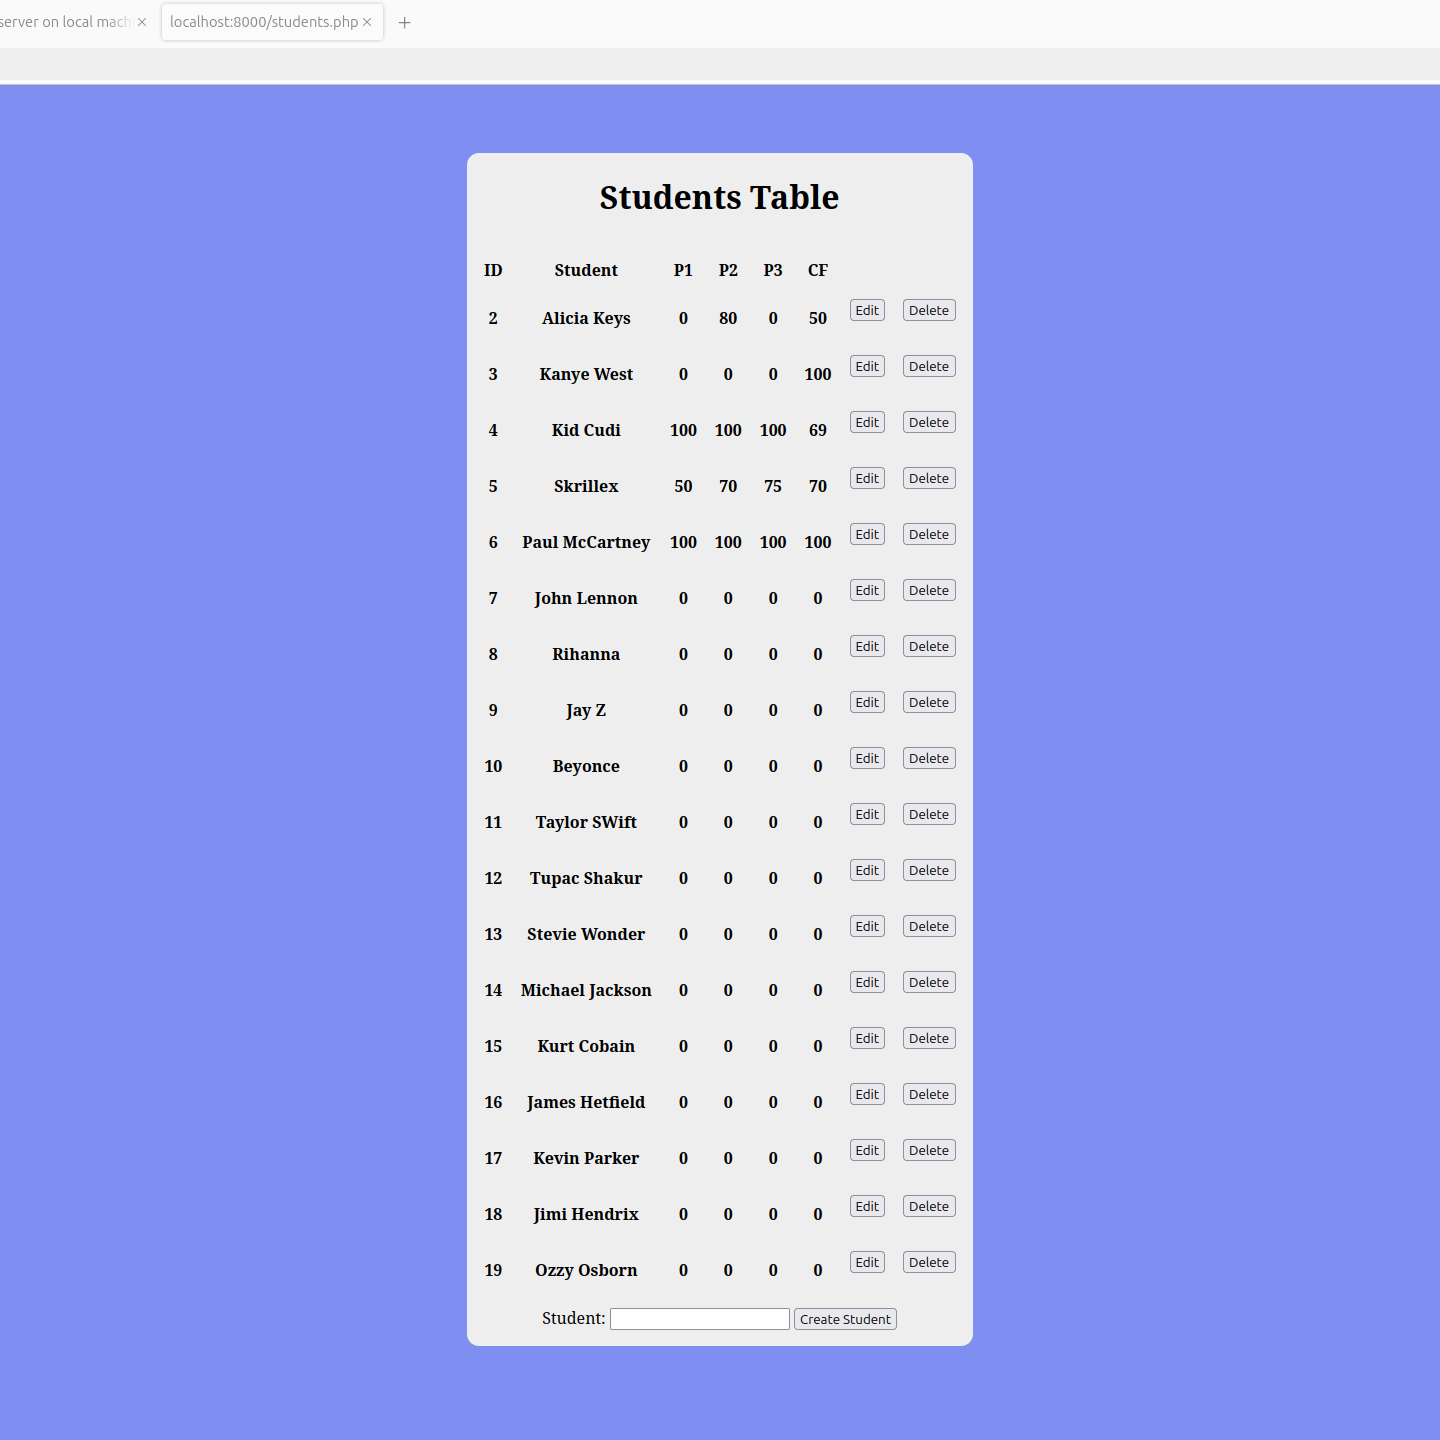 server on local mach × localhost:8000/students.php × +
Students Table
ID Student P1 P2 P3 CF
2 Alicia Keys 0 80 0 50 Edit Delete
3 Kanye West 0 0 0 100 Edit Delete
4 Kid Cudi 100 100 100 69 Edit Delete
5 Skrillex 50 70 75 70 Edit Delete
6 Paul McCartney 100 100 100 100 Edit Delete
7 John Lennon 0 0 0 0 Edit Delete
8 Rihanna 0 0 0 0 Edit Delete
9 Jay Z 0 0 0 0 Edit Delete
10 Beyonce 0 0 0 0 Edit Delete
11 Taylor SWift 0 0 0 0 Edit Delete
12 Tupac Shakur 0 0 0 0 Edit Delete
13 Stevie Wonder 0 0 0 0 Edit Delete
14 Michael Jackson 0 0 0 0 Edit Delete
15 Kurt Cobain 0 0 0 0 Edit Delete
16 James Hetfield 0 0 0 0 Edit Delete
17 Kevin Parker 0 0 0 0 Edit Delete
18 Jimi Hendrix 0 0 0 0 Edit Delete
19 Ozzy Osborn 0 0 0 0 Edit Delete
Student: Create Student